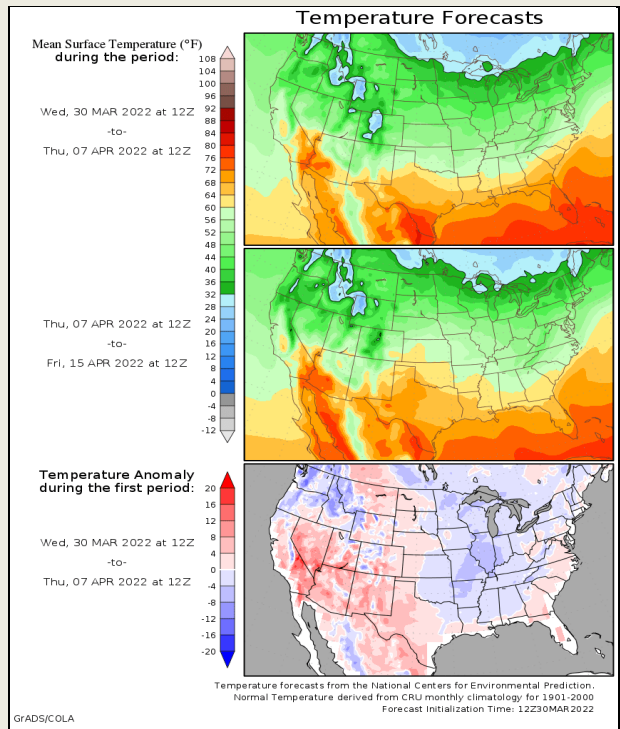 Temperature Forecasts
Mean Surface Temperature (°F)
during the period:
108
104
100
96
92
88
84
80
76
72
68
64
60
56
52
48
44
40
36
32
28
24
20
16
12
8
4
0
-4
-8
-12
Wed, 30 MAR 2022 at 12Z
-to-
Thu, 07 APR 2022 at 12Z
Thu, 07 APR 2022 at 12Z
-to-
Fri, 15 APR 2022 at 12Z
Temperature Anomaly
during the first period:
20
16
12
8
4
0
-4
-8
-12
-16
-20
Wed, 30 MAR 2022 at 12Z
-to-
Thu, 07 APR 2022 at 12Z
Temperature forecasts from the National Centers for Environmental Prediction.
Normal Temperature derived from CRU monthly climatology for 1901-2000
Forecast Initialization Time: 12Z30MAR2022
GrADS/COLA